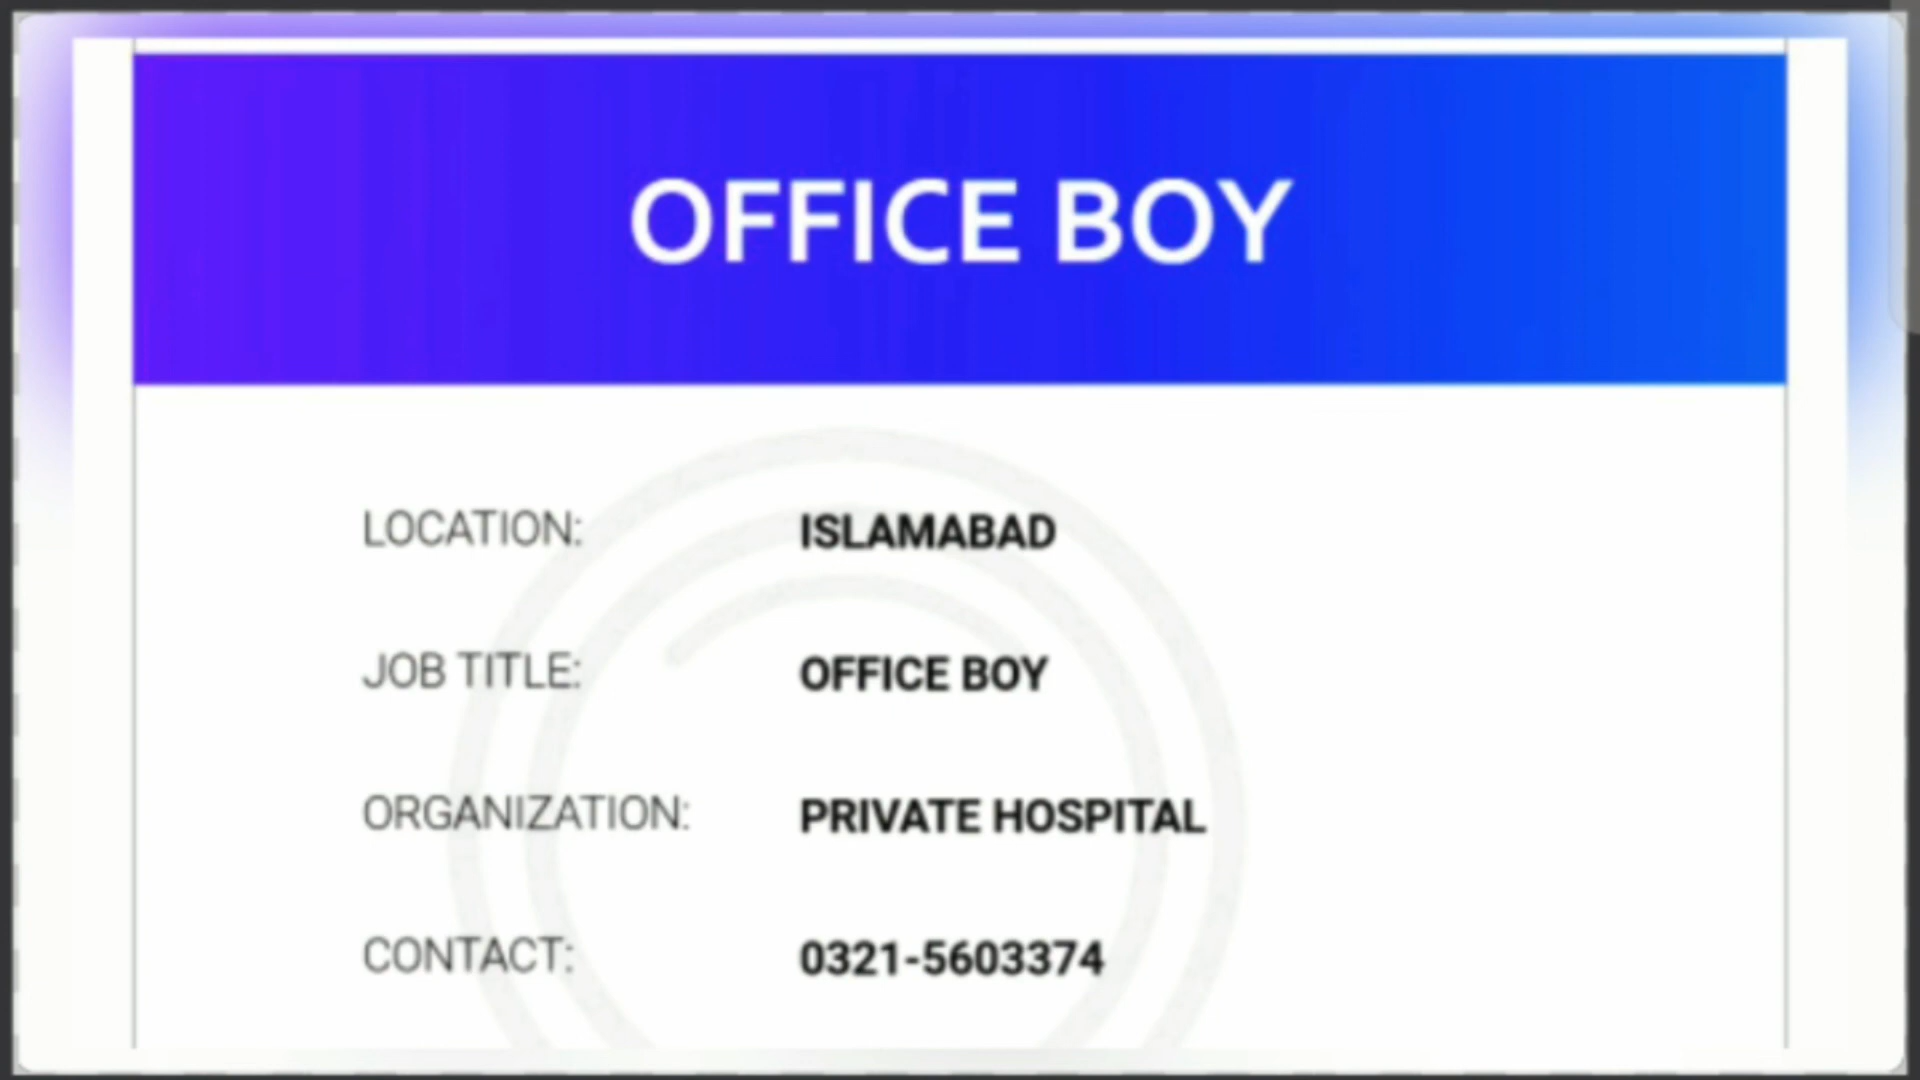 OFFICE BOY
LOCATION: ISLAMABAD
JOB TITLE: OFFICE BOY
ORGANIZATION: PRIVATE HOSPITAL
CONTACT: 0321-5603374